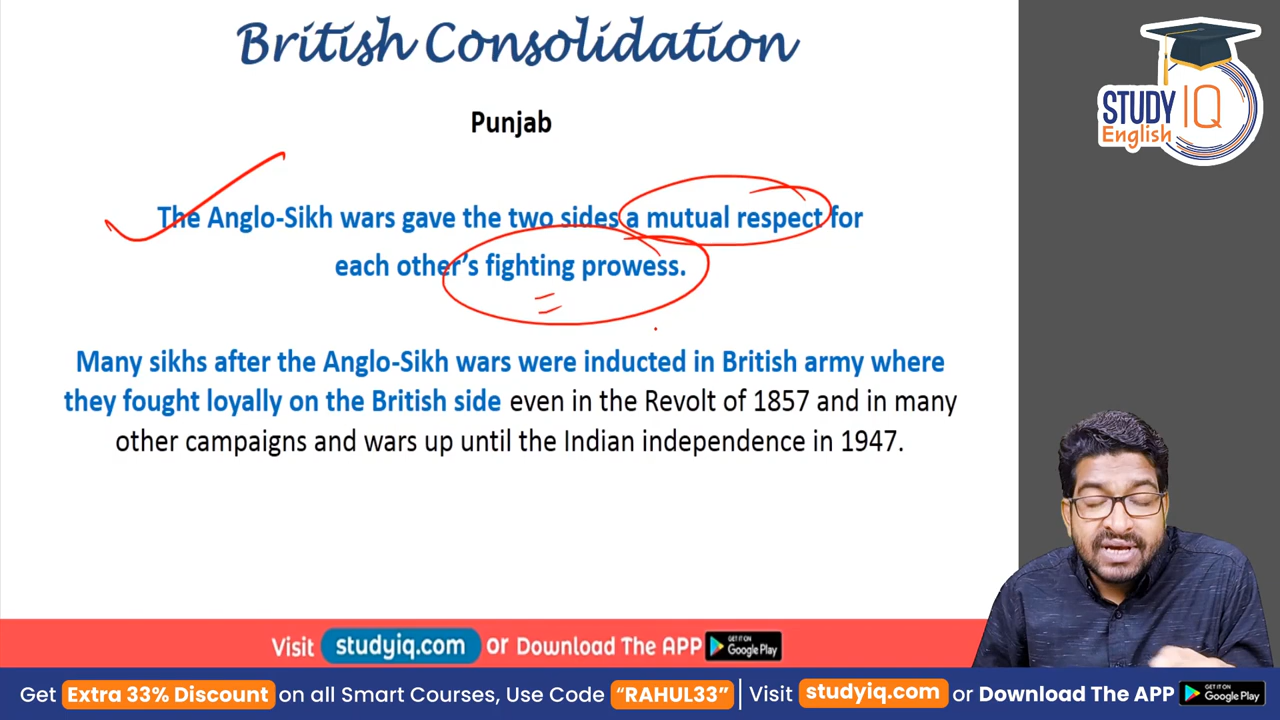 British Consolidation
STUDY IQ
English
Punjab
The Anglo-Sikh wars gave the two sides a mutual respect for
each other's fighting prowess.
Many sikhs after the Anglo-Sikh wars were inducted in British army where
they fought loyally on the British side even in the Revolt of 1857 and in many
other campaigns and wars up until the Indian independence in 1947.
Visit studyiq.com or Download The APP GET IT ON Google Play
Get Extra 33% Discount on all Smart Courses, Use Code "RAHUL33" Visit studyiq.com or Download The APP GET IT ON Google Play